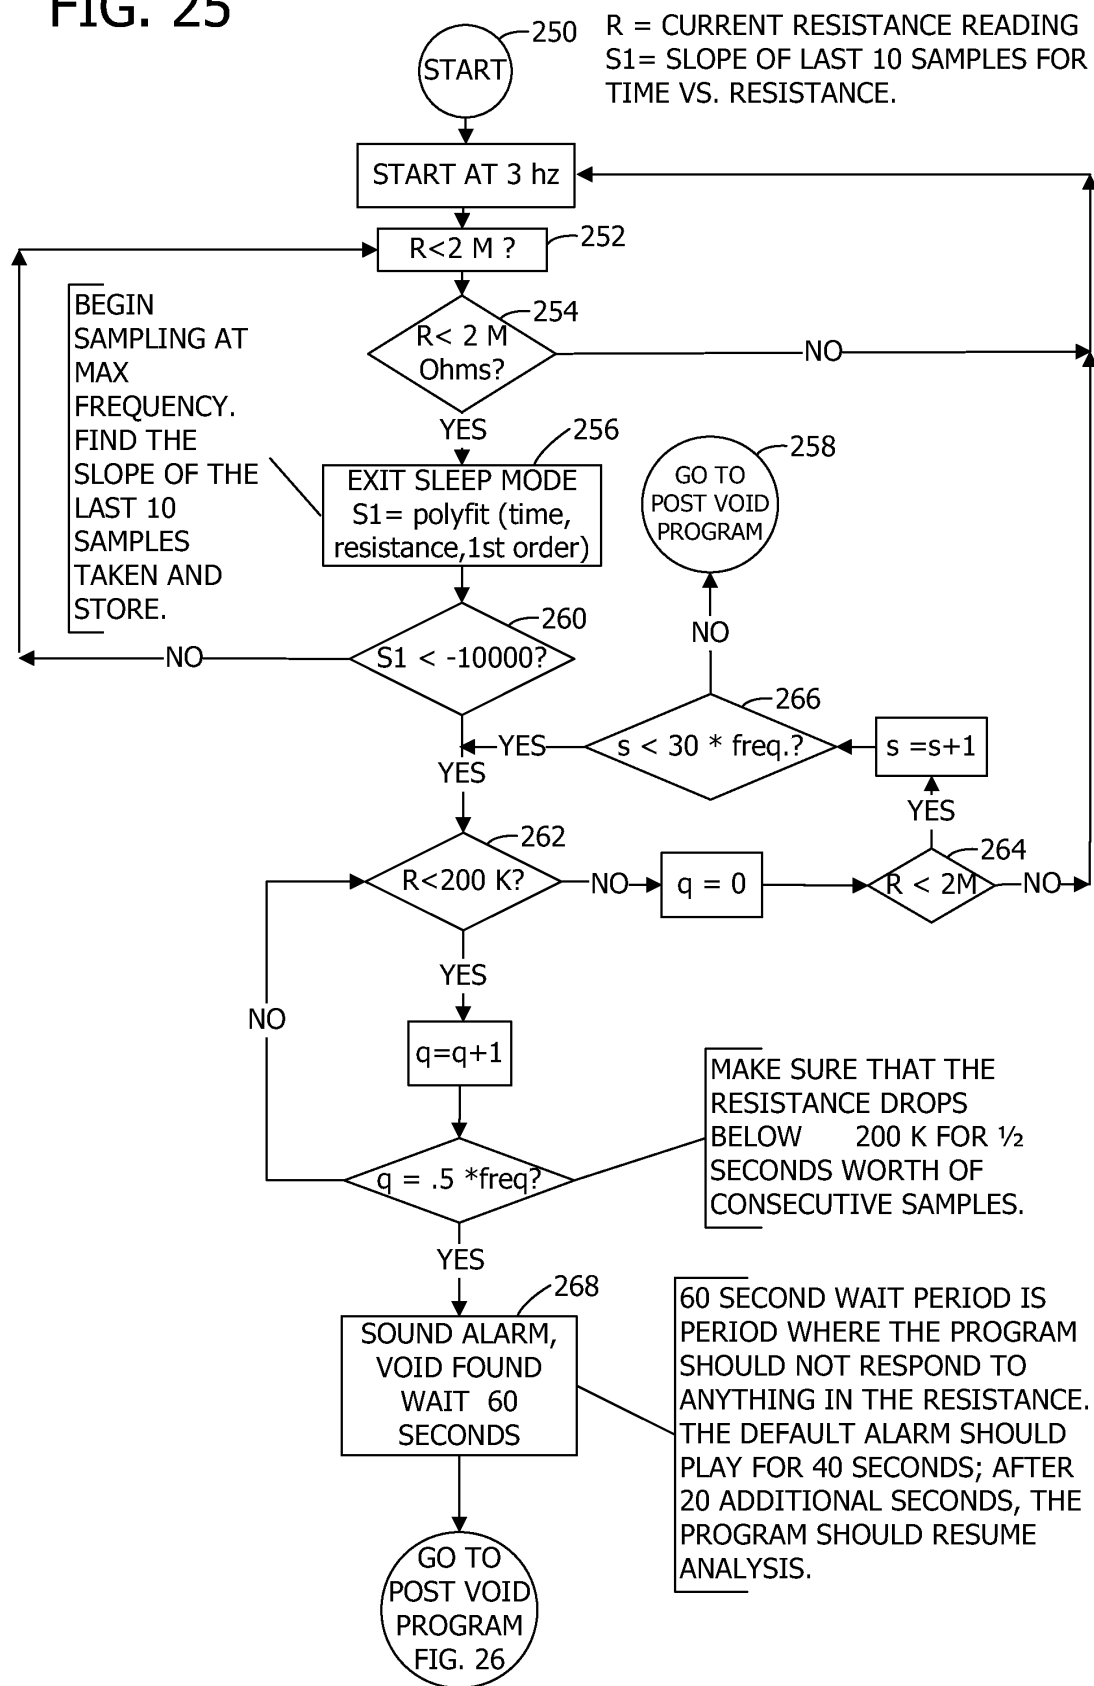 FIG. 25
250
R = CURRENT RESISTANCE READING
S1= SLOPE OF LAST 10 SAMPLES FOR
TIME VS. RESISTANCE.
START
START AT 3 hz
R<2 M ?
252
254
R< 2 M
Ohms?
NO
YES
BEGIN
SAMPLING AT
MAX
FREQUENCY.
FIND THE
SLOPE OF THE
LAST 10
SAMPLES
TAKEN AND
STORE.
256
EXIT SLEEP MODE
S1= polyfit (time,
resistance,1st order)
258
GO TO
POST VOID
PROGRAM
NO
260
S1 < -10000?
NO
YES
266
s < 30 * freq.?
YES
s =s+1
YES
262
R<200 K?
NO
q = 0
264
R < 2M
NO
YES
NO
q=q+1
q = .5 *freq?
MAKE SURE THAT THE
RESISTANCE DROPS
BELOW 200 K FOR ½
SECONDS WORTH OF
CONSECUTIVE SAMPLES.
YES
268
SOUND ALARM,
VOID FOUND
WAIT 60
SECONDS
60 SECOND WAIT PERIOD IS
PERIOD WHERE THE PROGRAM
SHOULD NOT RESPOND TO
ANYTHING IN THE RESISTANCE.
THE DEFAULT ALARM SHOULD
PLAY FOR 40 SECONDS; AFTER
20 ADDITIONAL SECONDS, THE
PROGRAM SHOULD RESUME
ANALYSIS.
GO TO
POST VOID
PROGRAM
FIG. 26